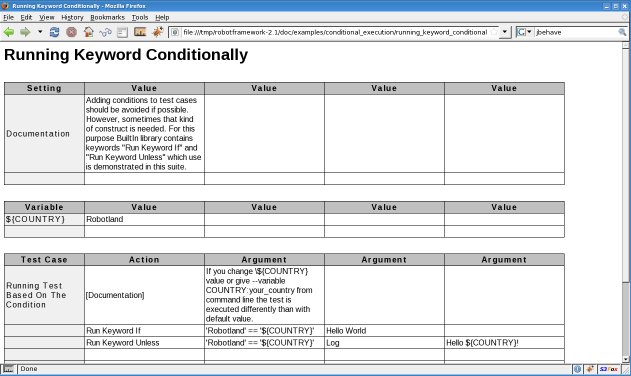 Running Keyword Conditionally - Mozilla Firefox
File Edit View History Bookmarks Tools Help
file:///tmp/robotframework-2.1/doc/examples/conditional_execution/running_keyword_conditional
jbehave
Running Keyword Conditionally
Setting Value Value Value Value
Documentation
Adding conditions to test cases
should be avoided if possible.
However, sometimes that kind
of construct is needed. For this
purpose BuiltIn library contains
keywords "Run Keyword If" and
"Run Keyword Unless" which use
is demonstrated in this suite.
Variable Value Value Value Value
${COUNTRY} Robotland
Test Case Action Argument Argument Argument
Running Test
Based On The
Condition
[Documentation]
If you change \${COUNTRY}
value or give --variable
COUNTRY:your_country from
command line the test is
executed differently than with
default value.
Run Keyword If 'Robotland' == '${COUNTRY}' Hello World
Run Keyword Unless 'Robotland' == '${COUNTRY}' Log Hello ${COUNTRY}!
Done
S3Fox